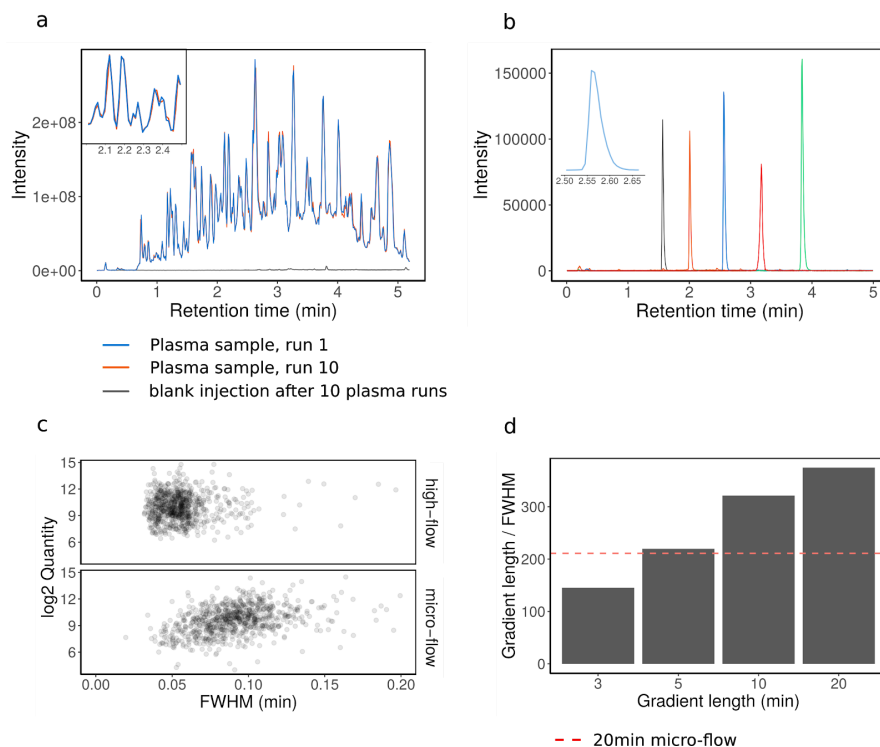 a
b
2.1 2.2 2.3 2.4
2e+08
1e+08
0e+00
Intensity
0 1 2 3 4 5
Retention time (min)
150000
100000
50000
0
Intensity
2.50 2.55 2.60 2.65
0 1 2 3 4 5
Retention time (min)
Plasma sample, run 1
Plasma sample, run 10
blank injection after 10 plasma runs
c
d
15
12
9
6
high-flow
15
12
9
6
micro-flow
log2 Quantity
0.00 0.05 0.10 0.15 0.20
FWHM (min)
300
200
100
0
Gradient length / FWHM
3 5 10 20
Gradient length (min)
20min micro-flow